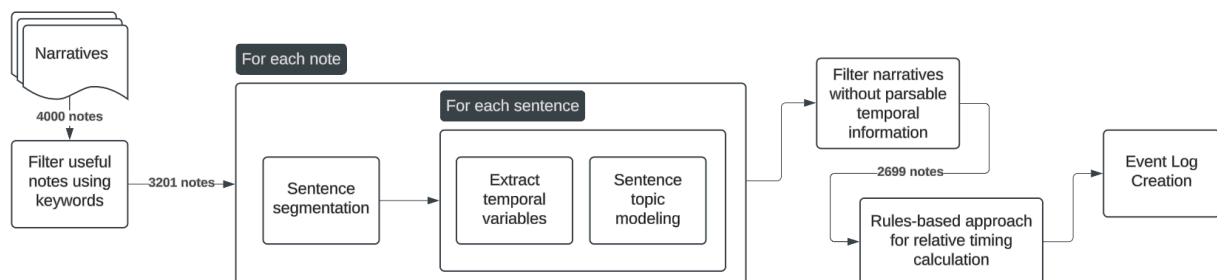 Narratives
4000 notes
Filter useful
notes using
keywords
3201 notes
For each note
Sentence
segmentation
For each sentence
Extract
temporal
variables
Sentence
topic
modeling
Filter narratives
without parsable
temporal
information
2699 notes
Rules-based approach
for relative timing
calculation
Event Log
Creation